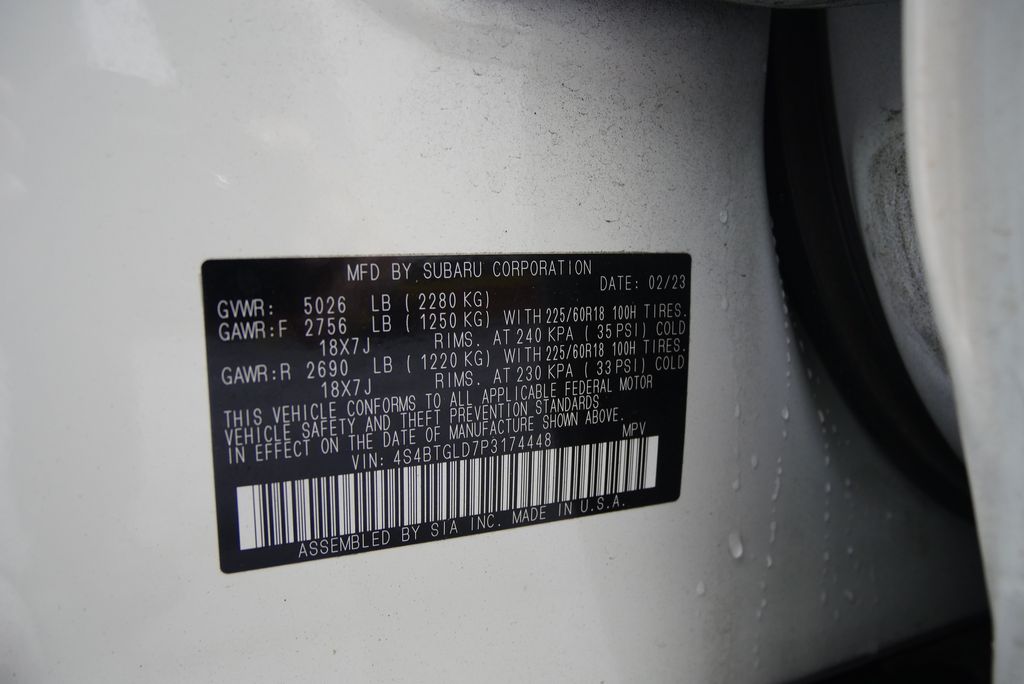 MFD BY SUBARU CORPORATION
DATE: 02/23
GVWR: 5026 LB (2280 KG)
GAWR:F 2756 LB (1250 KG) WITH 225/60R18 100H TIRES.
18X7J RIMS. AT 240 KPA (35 PSI) COLD
GAWR:R 2690 LB (1220 KG) WITH 225/60R18 100H TIRES.
18X7J RIMS. AT 230 KPA (33 PSI) COLD
THIS VEHICLE CONFORMS TO ALL APPLICABLE FEDERAL MOTOR
VEHICLE SAFETY AND THEFT PREVENTION STANDARDS
IN EFFECT ON THE DATE OF MANUFACTURE SHOWN ABOVE.
VIN: 4S4BTGLD7P3174448 MPV
ASSEMBLED BY SIA INC. MADE IN U.S.A.